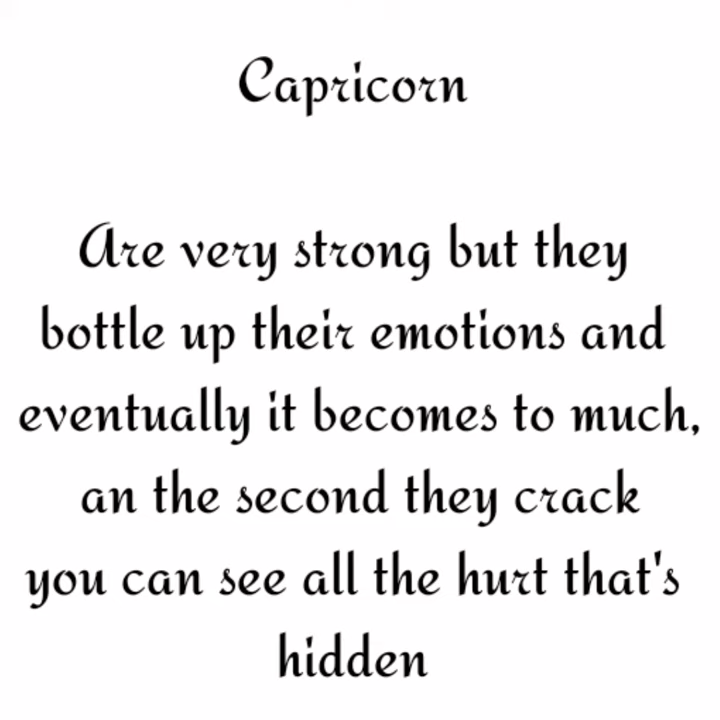 Capricorn
Are very strong but they
bottle up their emotions and
eventually it becomes to much,
an the second they crack
you can see all the hurt that's
hidden